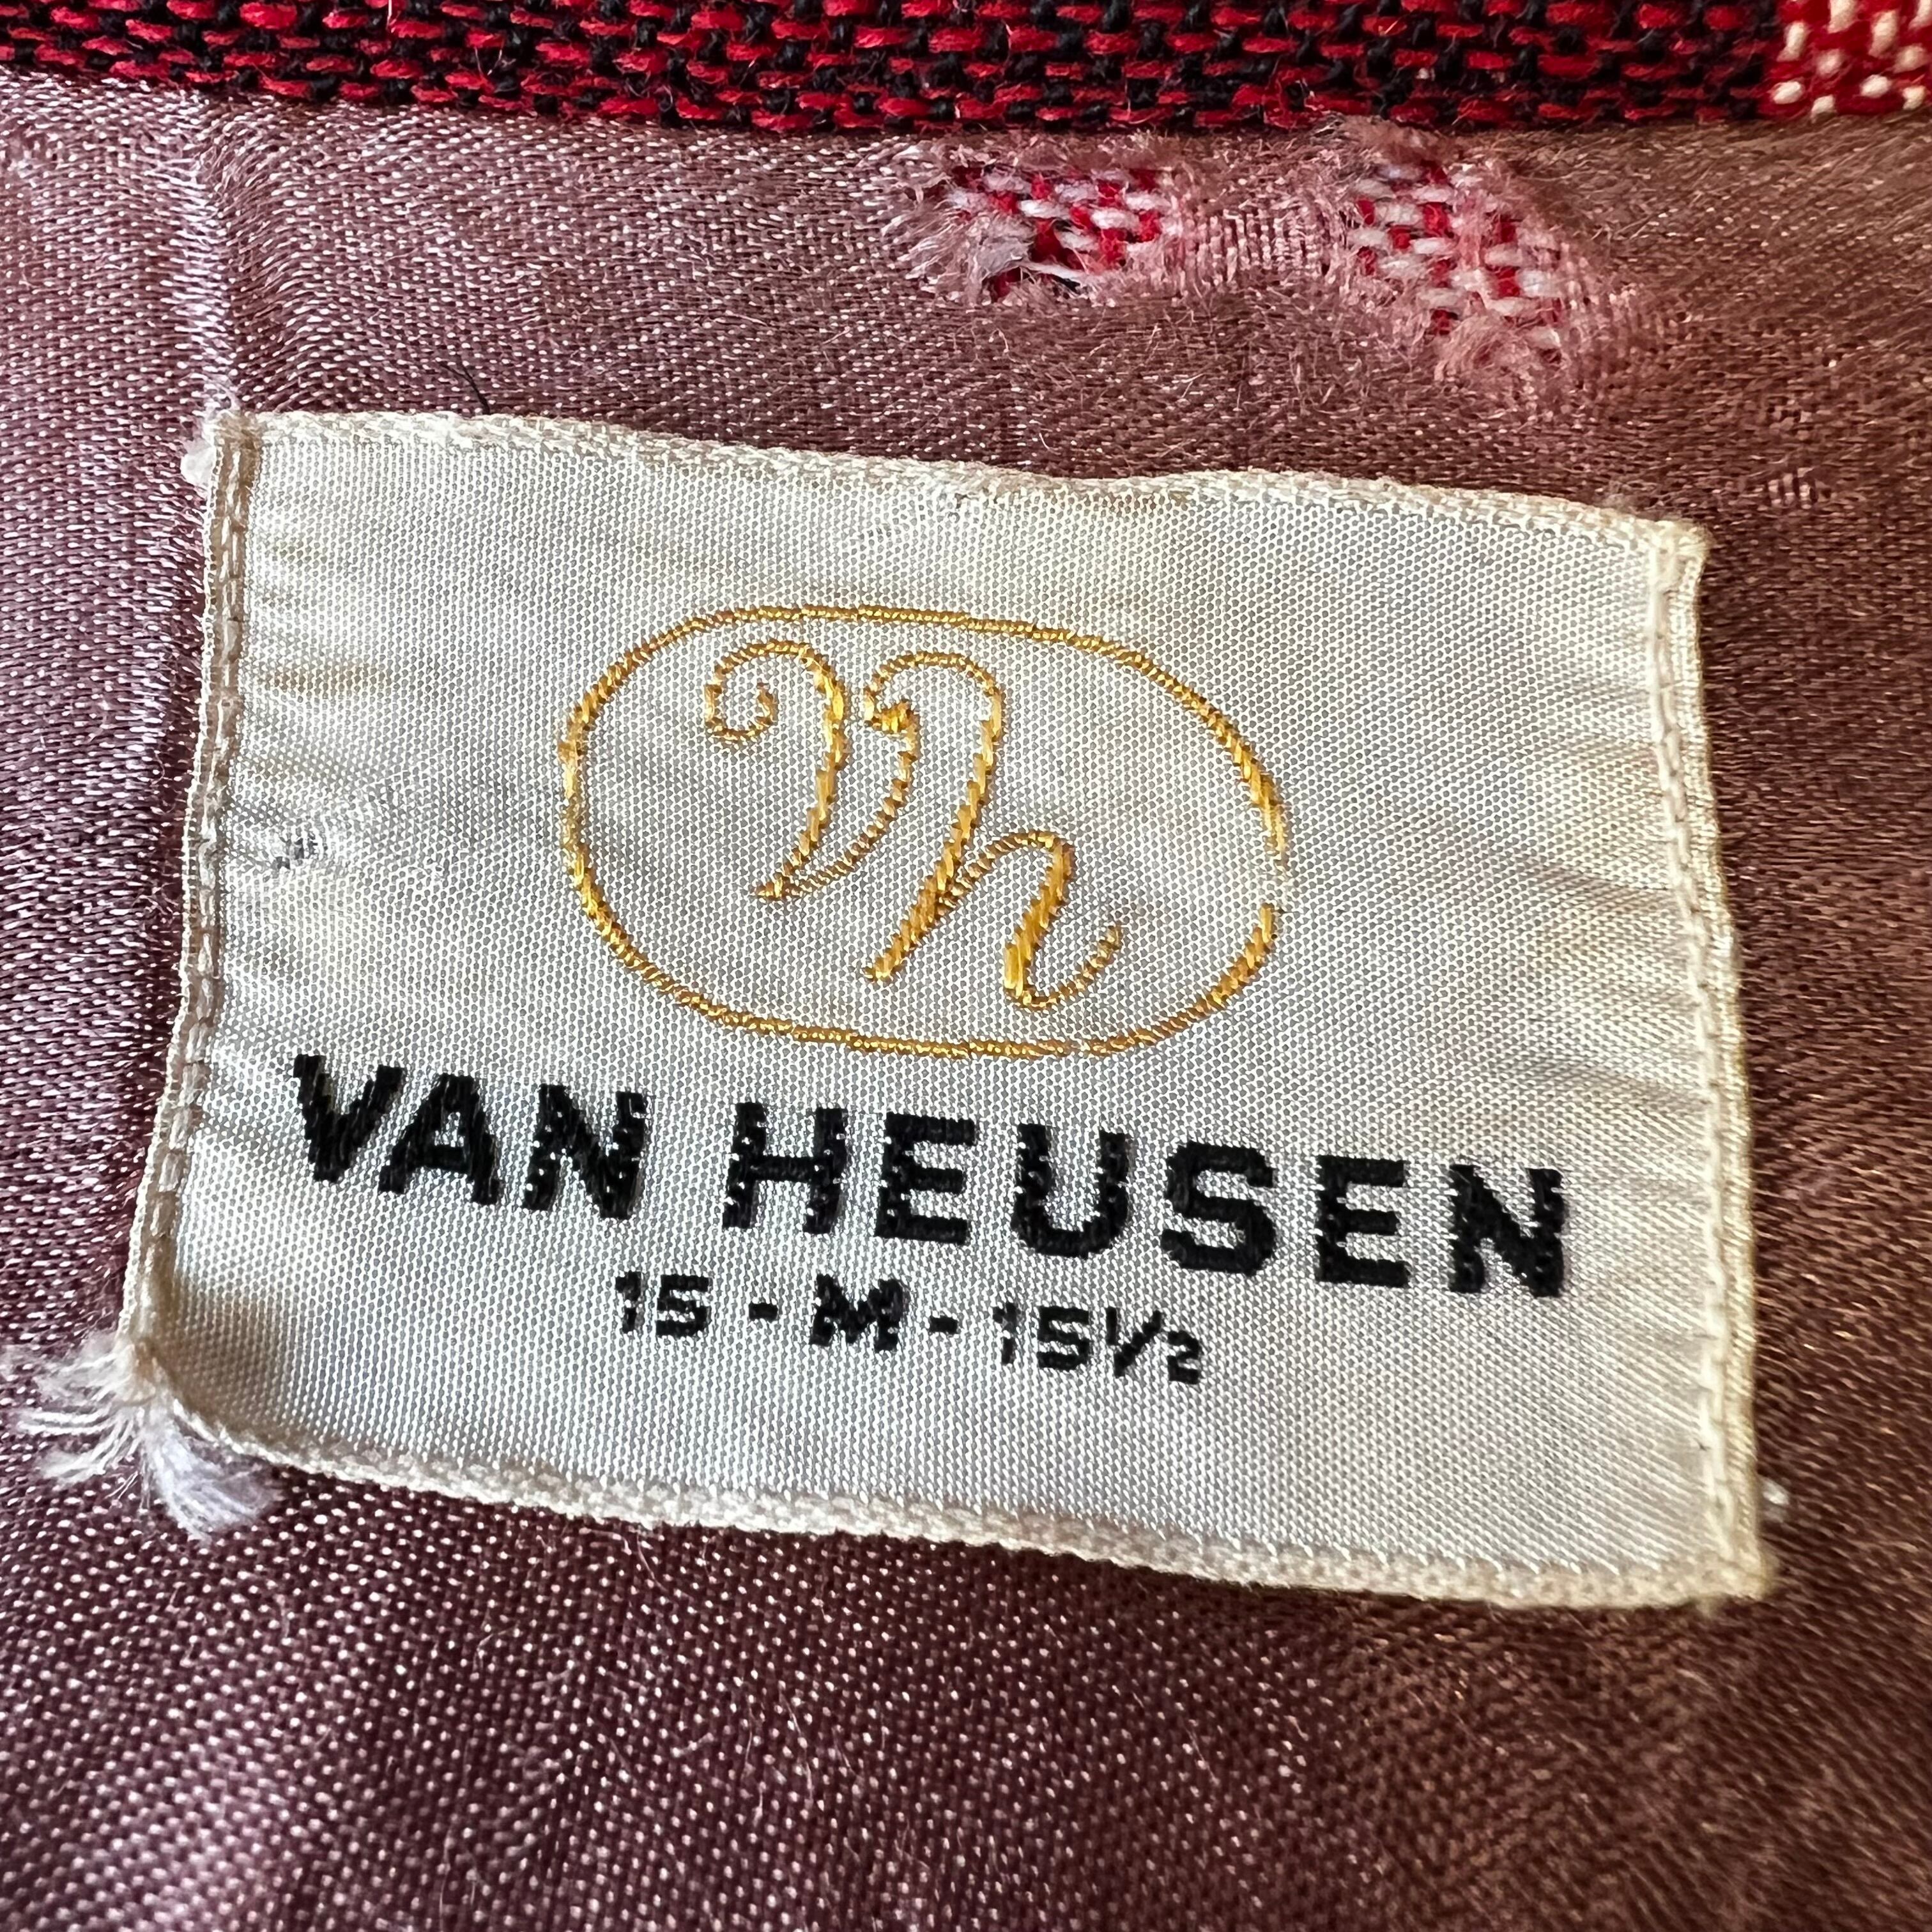 Vh
VAN HEUSEN
15 - M - 15½